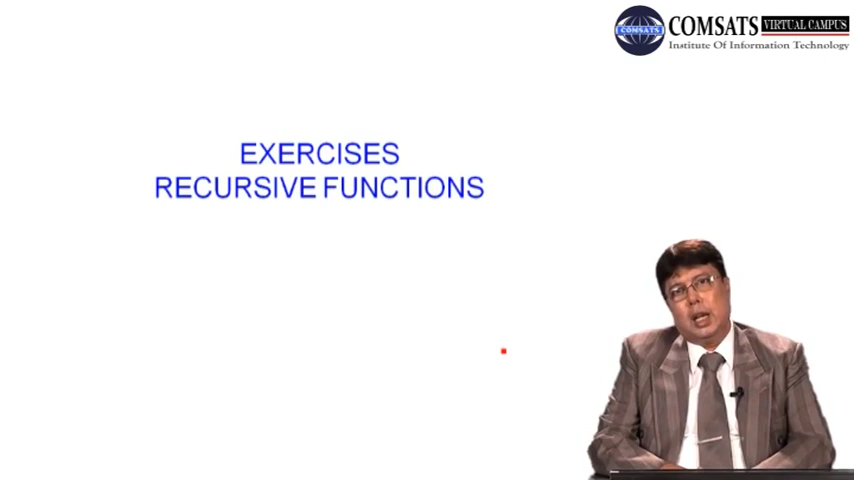 COMSATS VIRTUAL CAMPUS
Institute Of Information Technology
COMSATS
EXERCISES
RECURSIVE FUNCTIONS